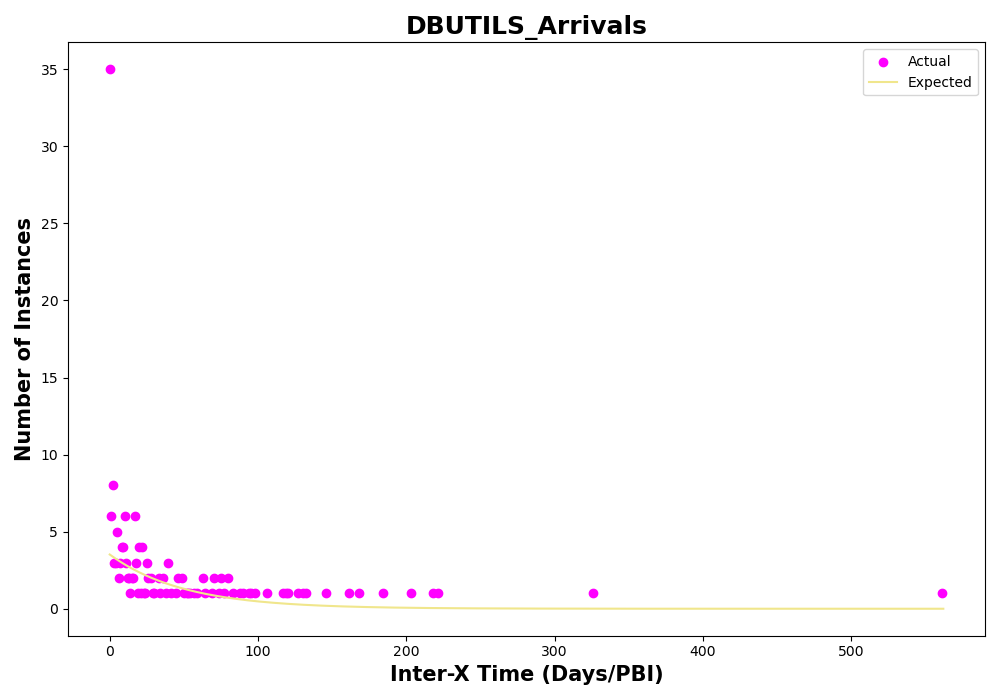 DBUTILS_Arrivals
Actual
Expected
35
30
25
20
15
10
5
0
Number of Instances
0 100 200 300 400 500
Inter-X Time (Days/PBI)